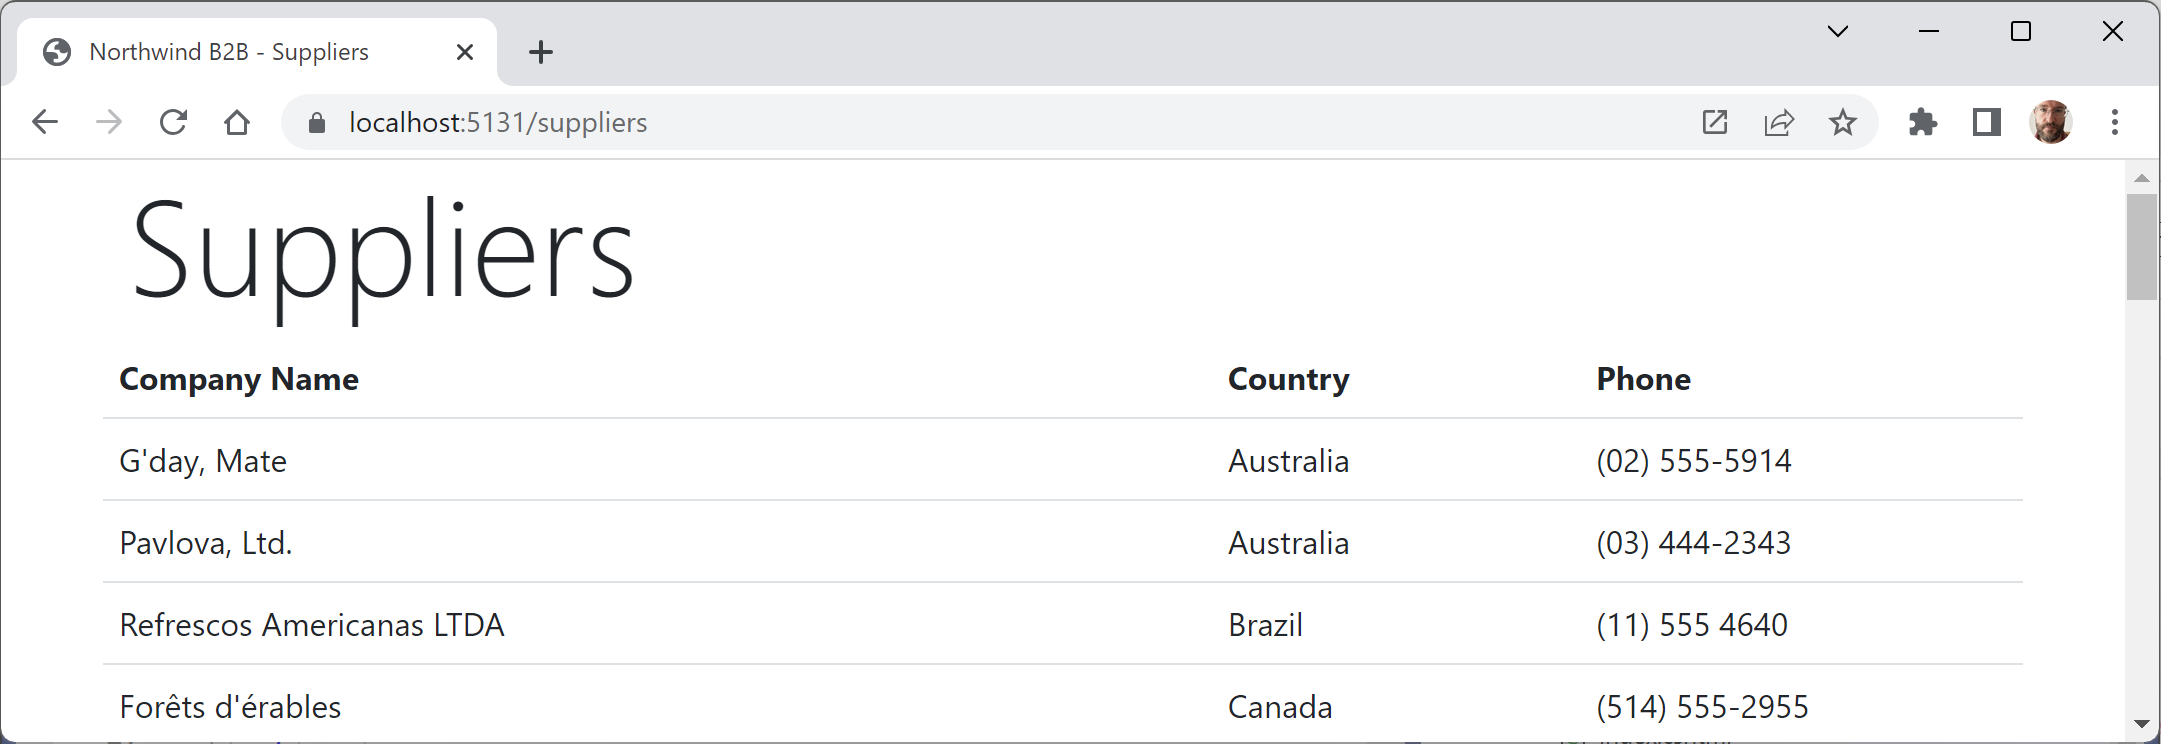 Northwind B2B - Suppliers
localhost:5131/suppliers
Suppliers
Company Name Country Phone
G'day, Mate Australia (02) 555-5914
Pavlova, Ltd. Australia (03) 444-2343
Refrescos Americanas LTDA Brazil (11) 555 4640
Forêts d'érables Canada (514) 555-2955